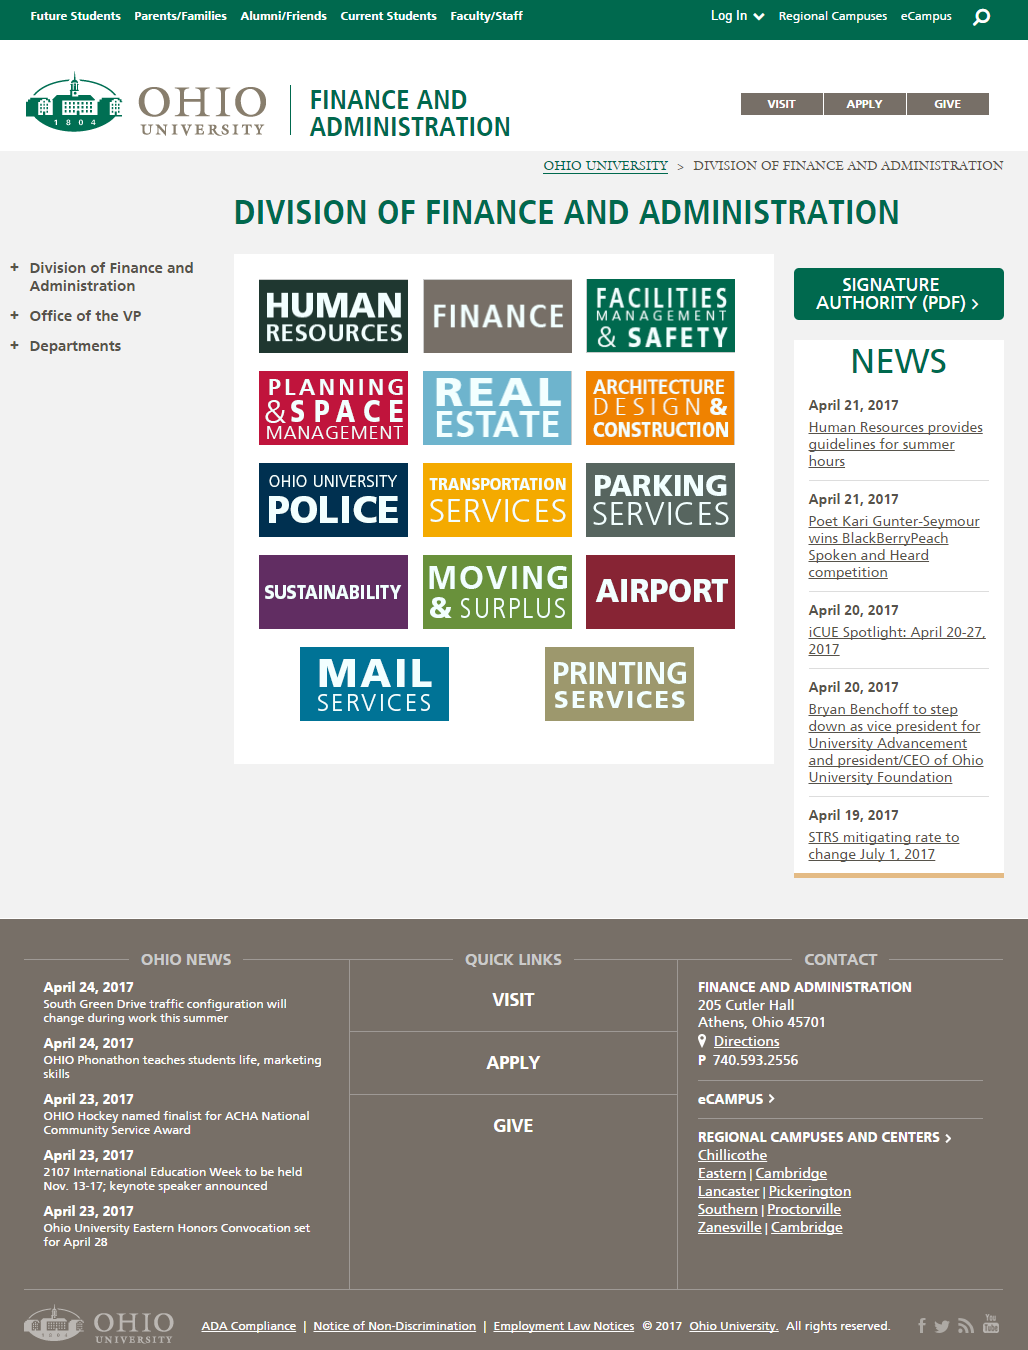 Future Students Parents/Families Alumni/Friends Current Students Faculty/Staff Log In Regional Campuses eCampus
1804
OHIO
UNIVERSITY
FINANCE AND
ADMINISTRATION
VISIT APPLY GIVE
OHIO UNIVERSITY > DIVISION OF FINANCE AND ADMINISTRATION
DIVISION OF FINANCE AND ADMINISTRATION
+ Division of Finance and
Administration
+ Office of the VP
+ Departments
HUMAN
RESOURCES
FINANCE
FACILITIES
MANAGEMENT
& SAFETY
PLANNING
& SPACE
MANAGEMENT
REAL
ESTATE
ARCHITECTURE
DESIGN &
CONSTRUCTION
OHIO UNIVERSITY
POLICE
TRANSPORTATION
SERVICES
PARKING
SERVICES
SUSTAINABILITY
MOVING
& SURPLUS
AIRPORT
MAIL
SERVICES
PRINTING
SERVICES
SIGNATURE
AUTHORITY (PDF) >
NEWS
April 21, 2017
Human Resources provides
guidelines for summer
hours
April 21, 2017
Poet Kari Gunter-Seymour
wins BlackBerryPeach
Spoken and Heard
competition
April 20, 2017
iCUE Spotlight: April 20-27,
2017
April 20, 2017
Bryan Benchoff to step
down as vice president for
University Advancement
and president/CEO of Ohio
University Foundation
April 19, 2017
STRS mitigating rate to
change July 1, 2017
OHIO NEWS
April 24, 2017
South Green Drive traffic configuration will
change during work this summer
April 24, 2017
OHIO Phonathon teaches students life, marketing
skills
April 23, 2017
OHIO Hockey named finalist for ACHA National
Community Service Award
April 23, 2017
2107 International Education Week to be held
Nov. 13-17; keynote speaker announced
April 23, 2017
Ohio University Eastern Honors Convocation set
for April 28
QUICK LINKS
VISIT
APPLY
GIVE
CONTACT
FINANCE AND ADMINISTRATION
205 Cutler Hall
Athens, Ohio 45701
Directions
P 740.593.2556
eCAMPUS >
REGIONAL CAMPUSES AND CENTERS >
Chillicothe
Eastern | Cambridge
Lancaster | Pickerington
Southern | Proctorville
Zanesville | Cambridge
1804
OHIO
UNIVERSITY
ADA Compliance | Notice of Non-Discrimination | Employment Law Notices © 2017 Ohio University. All rights reserved.
You
Tube